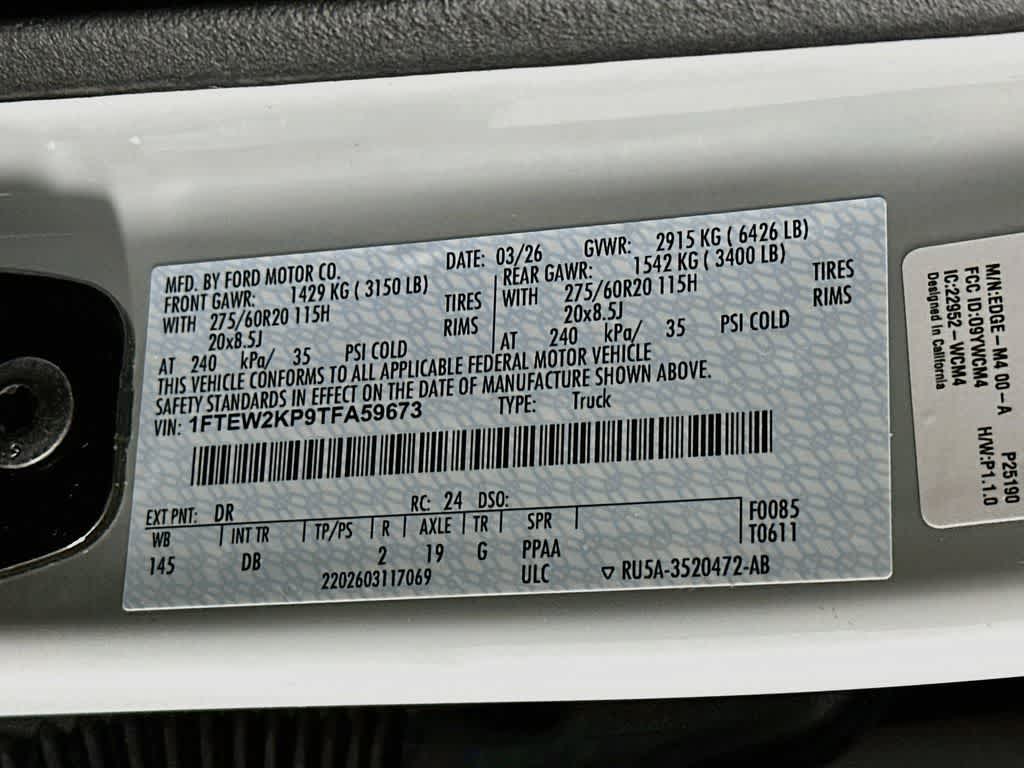 MFD. BY FORD MOTOR CO. DATE: 03/26 GVWR: 2915 KG ( 6426 LB)
FRONT GAWR: 1429 KG ( 3150 LB) REAR GAWR: 1542 KG ( 3400 LB)
WITH 275/60R20 115H TIRES WITH 275/60R20 115H TIRES
20x8.5J RIMS 20x8.5J RIMS
AT 240 kPa/ 35 PSI COLD AT 240 kPa/ 35 PSI COLD
THIS VEHICLE CONFORMS TO ALL APPLICABLE FEDERAL MOTOR VEHICLE
SAFETY STANDARDS IN EFFECT ON THE DATE OF MANUFACTURE SHOWN ABOVE.
VIN: 1FTEW2KP9TFA59673 TYPE: Truck
EXT PNT: DR RC: 24 DSO: F0085
WB INT TR TP/PS R AXLE TR SPR T0611
145 DB 2 19 G PPAA
2202603117069 ULC ▽ RU5A-3520472-AB
M/N:EDGE-M4 00-A P25190
FCC ID:O9YWCM4 H/W:P1.1.0
IC:22952-WCM4
Designed in California